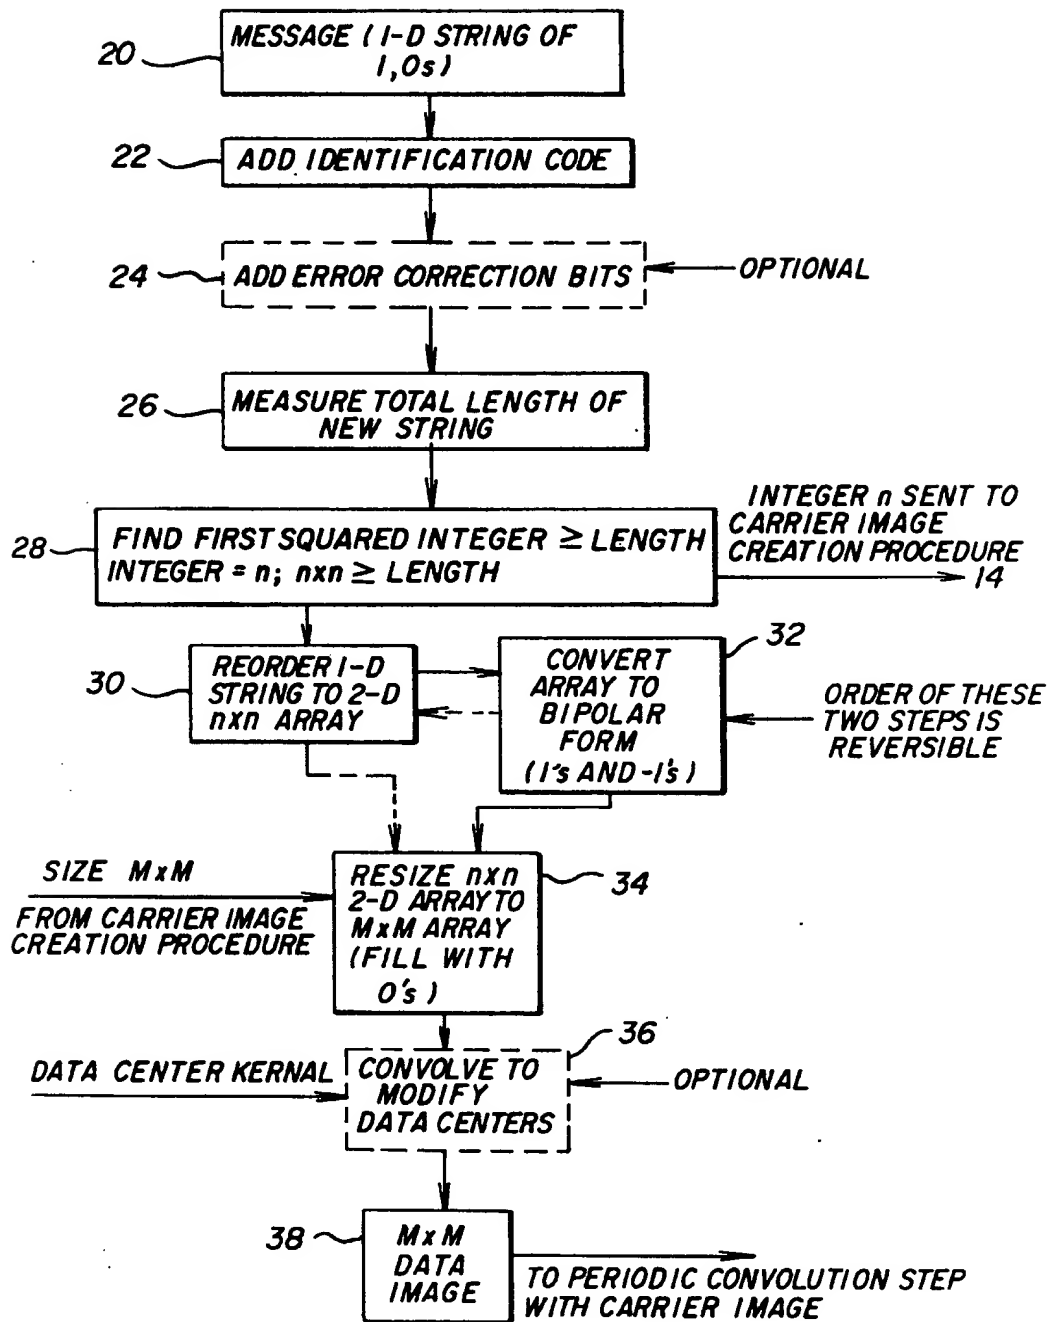 20
MESSAGE (1-D STRING OF
1,0s)
22
ADD IDENTIFICATION CODE
24
ADD ERROR CORRECTION BITS
OPTIONAL
26
MEASURE TOTAL LENGTH OF
NEW STRING
28
FIND FIRST SQUARED INTEGER ≥ LENGTH
INTEGER = n; nxn ≥ LENGTH
INTEGER n SENT TO
CARRIER IMAGE
CREATION PROCEDURE
14
30
REORDER 1-D
STRING TO 2-D
nxn ARRAY
32
CONVERT
ARRAY TO
BIPOLAR
FORM
(1's AND -1's)
ORDER OF THESE
TWO STEPS IS
REVERSIBLE
SIZE MxM
FROM CARRIER IMAGE
CREATION PROCEDURE
34
RESIZE nxn
2-D ARRAY TO
MxM ARRAY
(FILL WITH
0's)
36
DATA CENTER KERNAL
CONVOLVE TO
MODIFY
DATA CENTERS
OPTIONAL
38
MxM
DATA
IMAGE
TO PERIODIC CONVOLUTION STEP
WITH CARRIER IMAGE